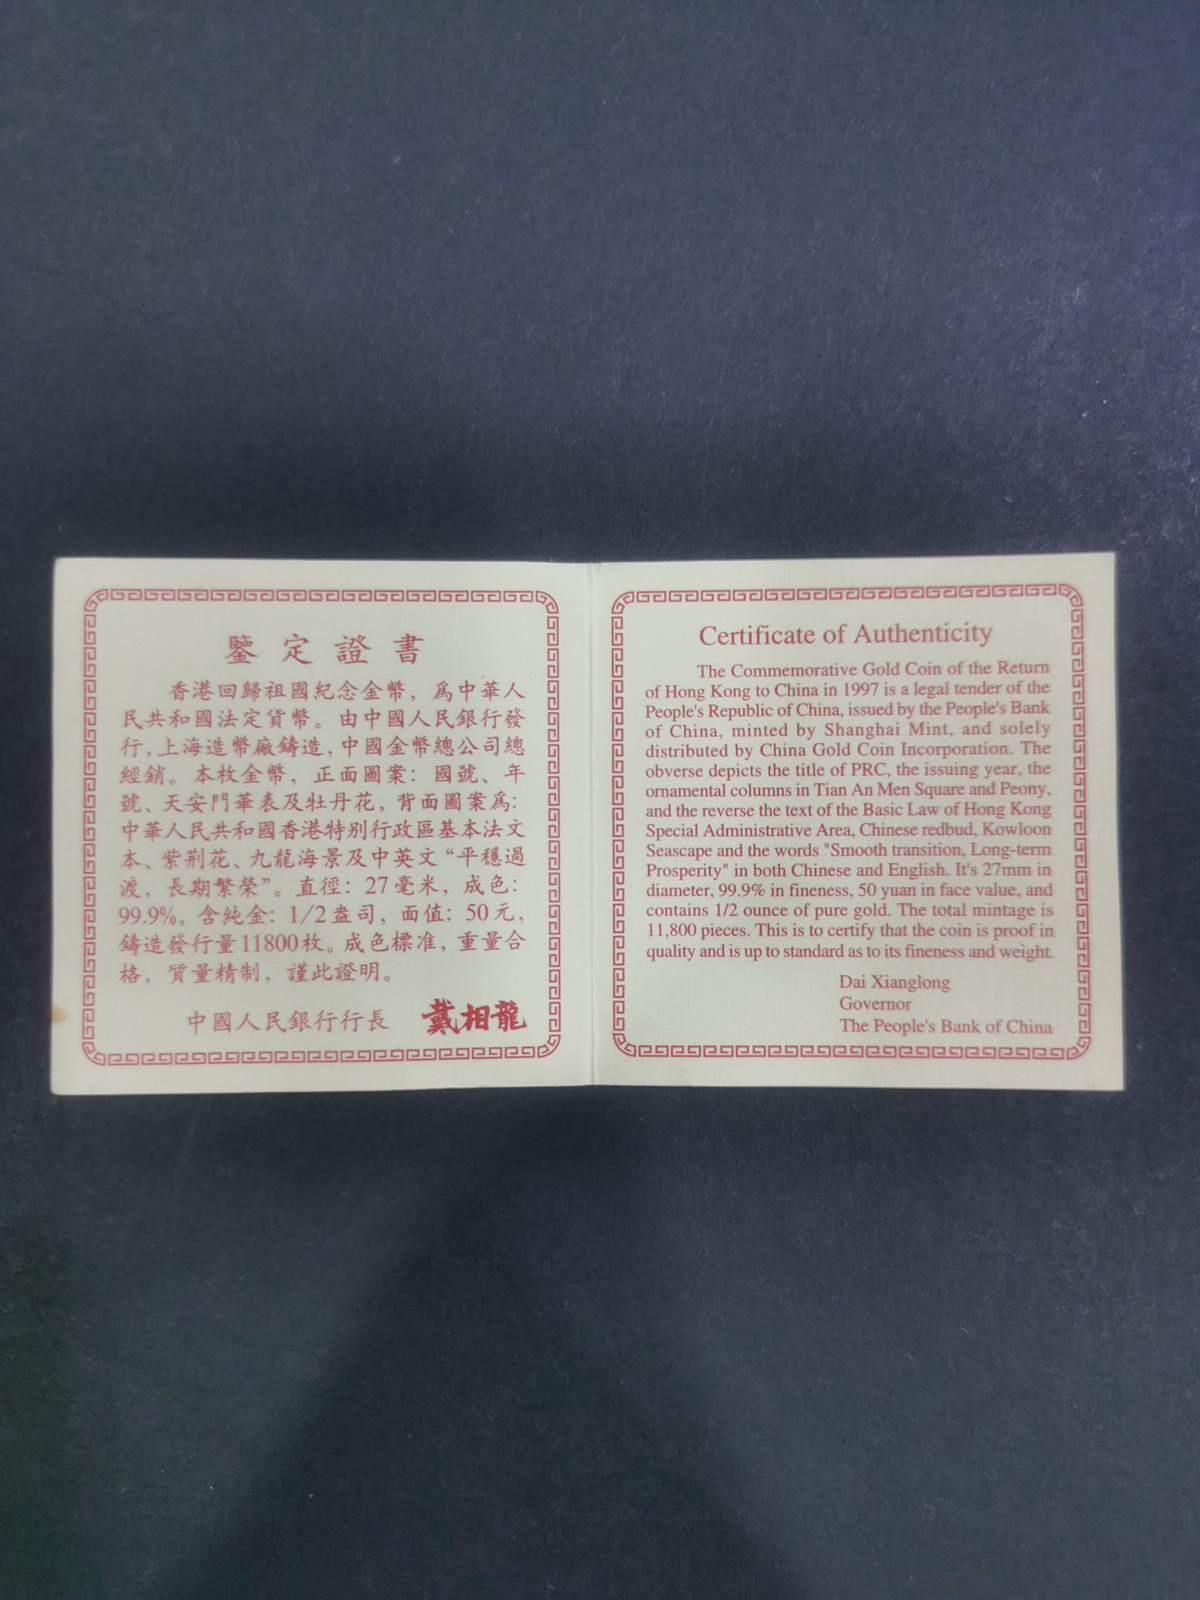 鑒定證書
香港回歸祖國紀念金幣，爲中華人
民共和國法定貨幣。由中國人民銀行發
行，上海造幣廠鑄造，中國金幣總公司總
經銷。本枚金幣，正面圖案：國號、年
號、天安門華表及牡丹花，背面圖案爲：
中華人民共和國香港特別行政區基本法文
本、紫荆花、九龍海景及中英文“平穩過
渡，長期繁榮”。直徑：27毫米，成色：
99.9%，含純金：1/2盎司，面值：50元，
鑄造發行量11800枚。成色標准，重量合
格，質量精制，謹此證明。
中國人民銀行行長 戴相龍
Certificate of Authenticity
The Commemorative Gold Coin of the Return
of Hong Kong to China in 1997 is a legal tender of the
People's Republic of China, issued by the People's Bank
of China, minted by Shanghai Mint, and solely
distributed by China Gold Coin Incorporation. The
obverse depicts the title of PRC, the issuing year, the
ornamental columns in Tian An Men Square and Peony,
and the reverse the text of the Basic Law of Hong Kong
Special Administrative Area, Chinese redbud, Kowloon
Seascape and the words "Smooth transition, Long-term
Prosperity" in both Chinese and English. It's 27mm in
diameter, 99.9% in fineness, 50 yuan in face value, and
contains 1/2 ounce of pure gold. The total mintage is
11,800 pieces. This is to certify that the coin is proof in
quality and is up to standard as to its fineness and weight.
Dai Xianglong
Governor
The People's Bank of China